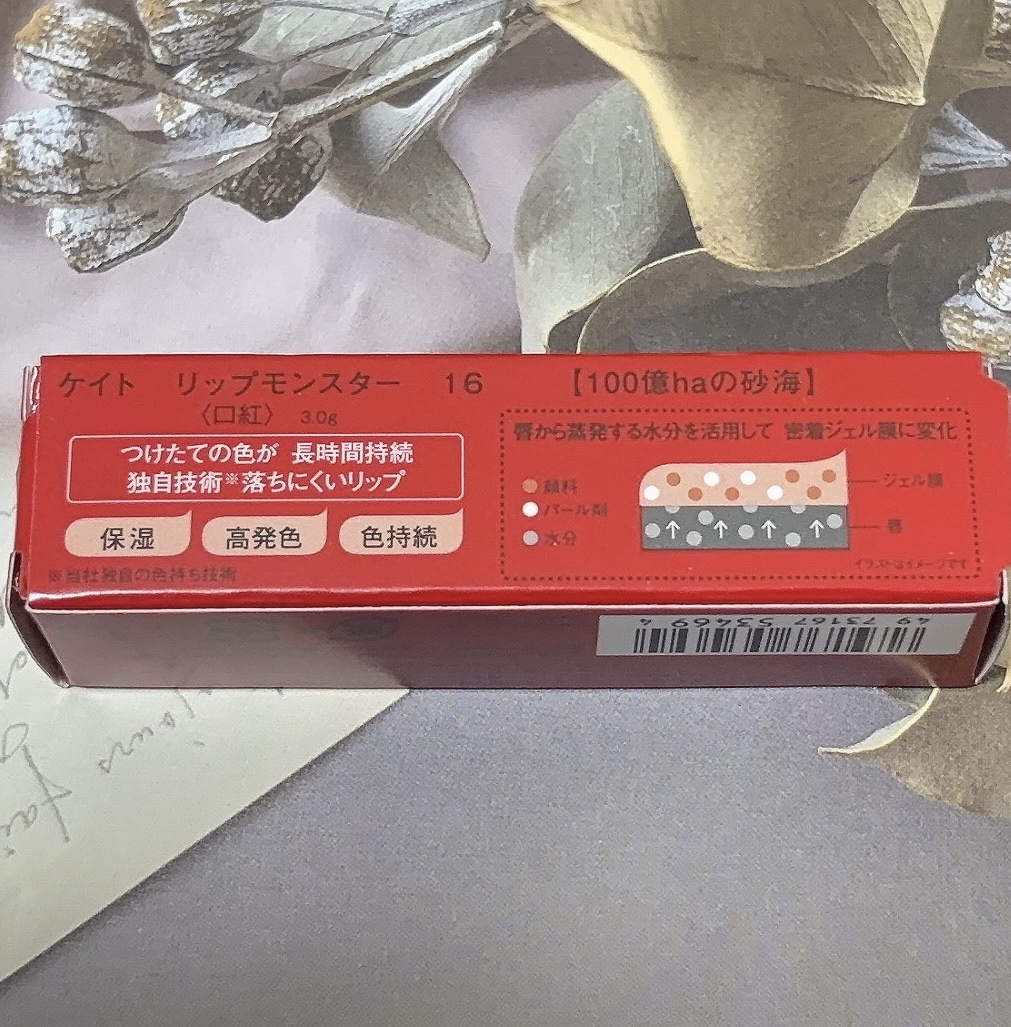 ケイト リップモンスター 16 【100億haの砂海】
〈口紅〉 3.0g
つけたての色が 長時間持続
独自技術※落ちにくいリップ
保湿 高発色 色持続
※当社独自の色持ち技術
唇から蒸発する水分を活用して 密着ジェル膜に変化
顔料
パール剤
水分
ジェル膜
唇
イラストはイメージです
4 973167 534694